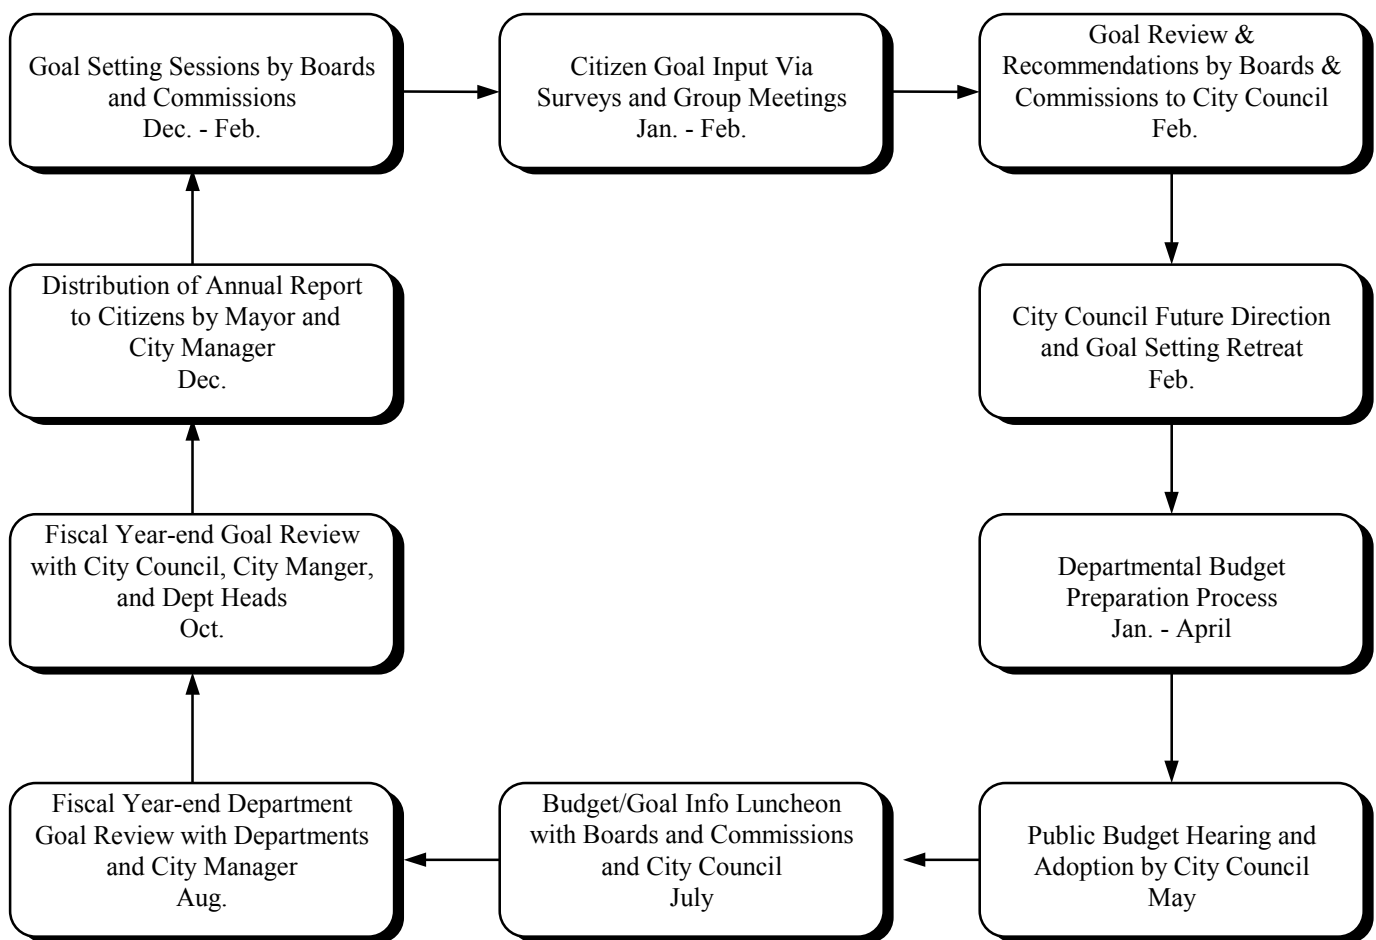 Goal Setting Sessions by Boards
and Commissions
Dec. - Feb.
Citizen Goal Input Via
Surveys and Group Meetings
Jan. - Feb.
Goal Review &
Recommendations by Boards &
Commissions to City Council
Feb.
Distribution of Annual Report
to Citizens by Mayor and
City Manager
Dec.
City Council Future Direction
and Goal Setting Retreat
Feb.
Fiscal Year-end Goal Review
with City Council, City Manger,
and Dept Heads
Oct.
Departmental Budget
Preparation Process
Jan. - April
Fiscal Year-end Department
Goal Review with Departments
and City Manager
Aug.
Budget/Goal Info Luncheon
with Boards and Commissions
and City Council
July
Public Budget Hearing and
Adoption by City Council
May